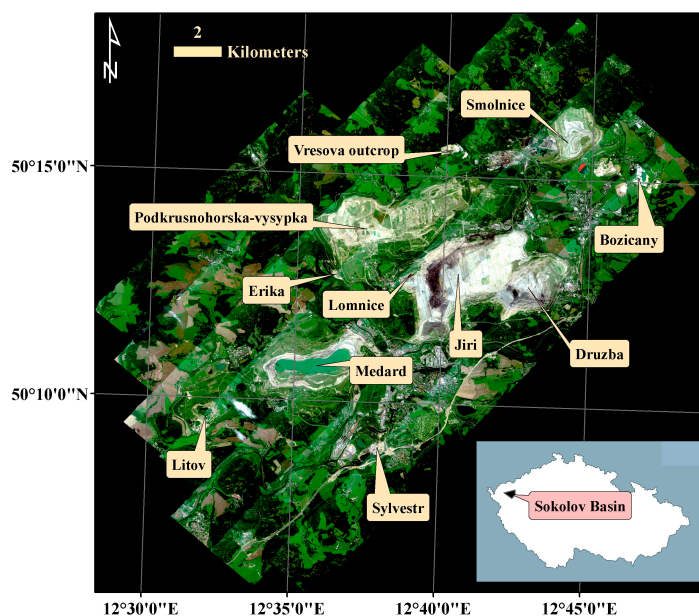 2
Kilometers
N
Smolnice
Vresova outcrop
50°15'0"N
Podkrusnohorska-vysypka
Bozicany
Erika
Lomnice
Jiri
Druzba
Medard
50°10'0"N
Litov
Sylvestr
Sokolov Basin
12°30'0''E
12°35'0''E
12°40'0''E
12°45'0''E